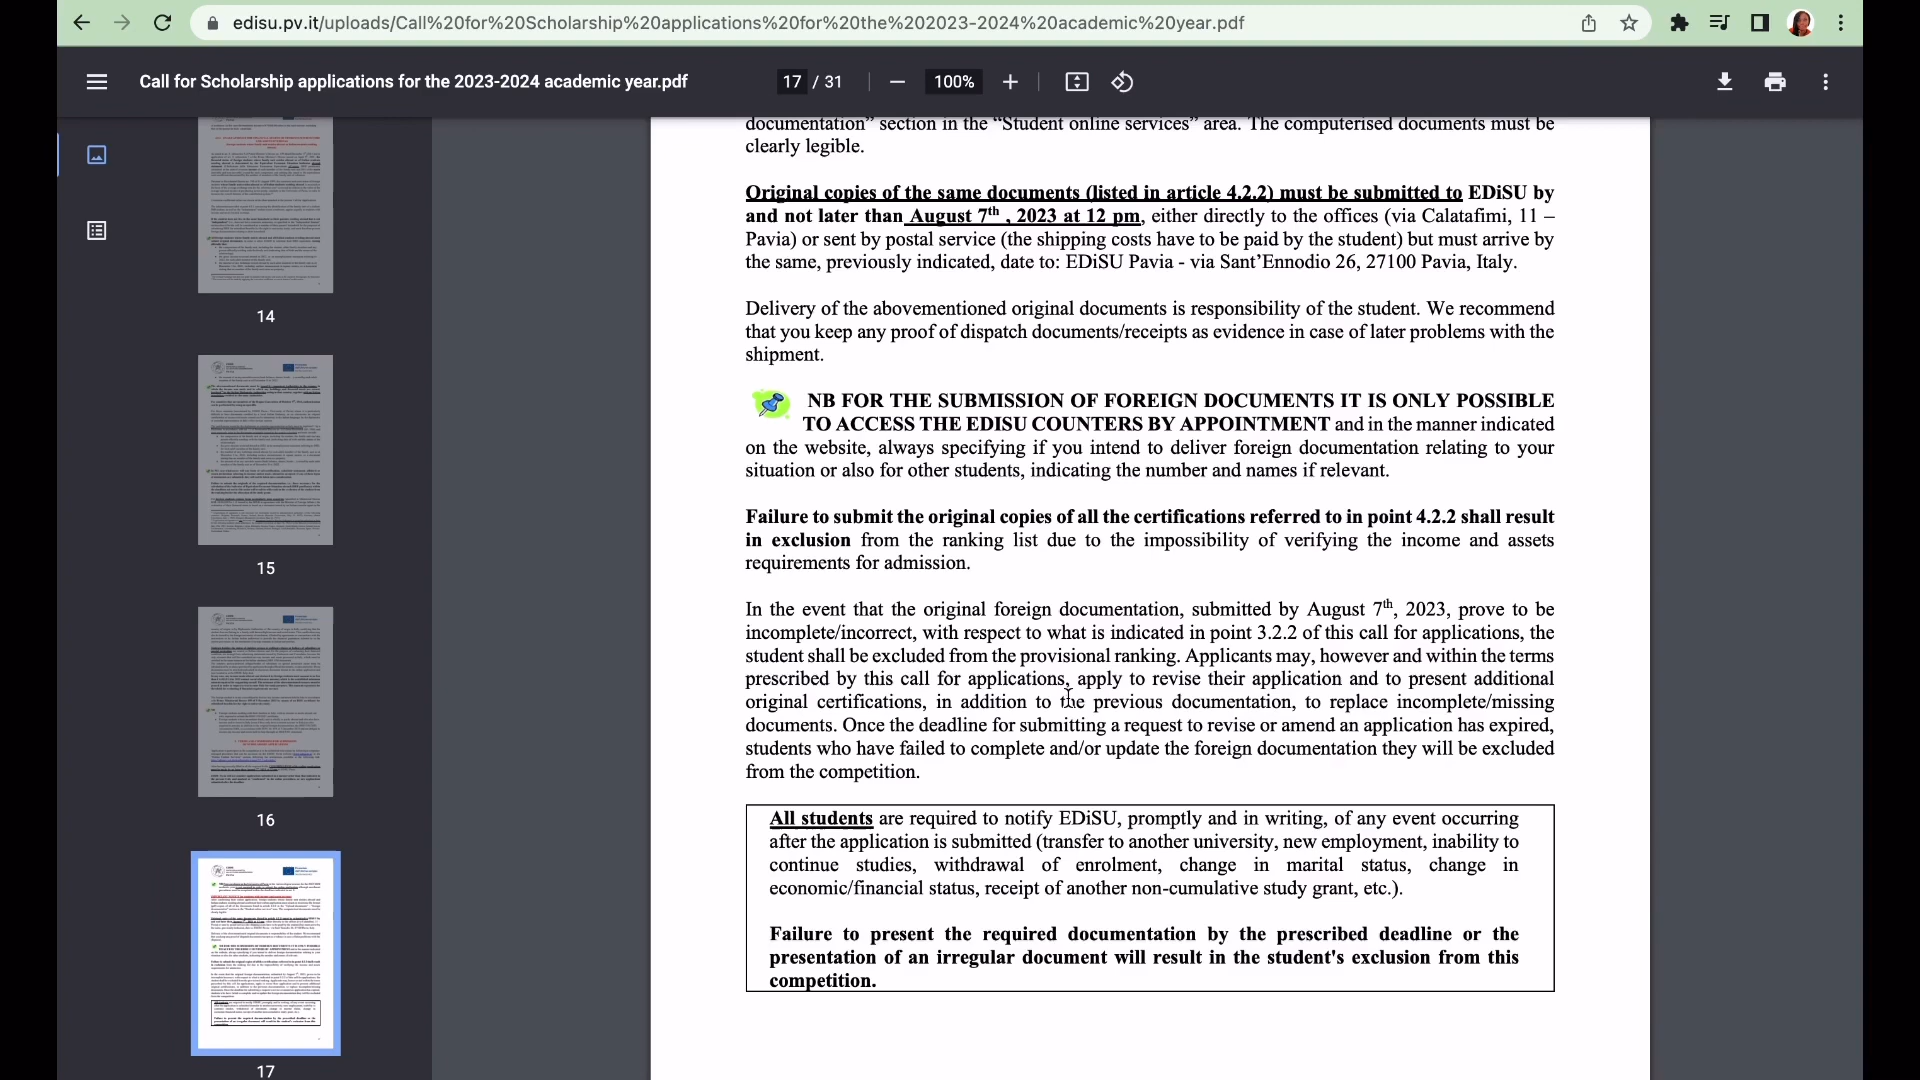 edisu.pv.it/uploads/Call%20for%20Scholarship%20applications%20for%20the%202023-2024%20academic%20year.pdf
Call for Scholarship applications for the 2023-2024 academic year.pdf
17 / 31
100%
14
15
16
17
documentation” section in the “Student online services” area. The computerised documents must be
clearly legible.
Original copies of the same documents (listed in article 4.2.2) must be submitted to EDiSU by
and not later than August 7th , 2023 at 12 pm, either directly to the offices (via Calatafimi, 11 –
Pavia) or sent by postal service (the shipping costs have to be paid by the student) but must arrive by
the same, previously indicated, date to: EDiSU Pavia - via Sant’Ennodio 26, 27100 Pavia, Italy.
Delivery of the abovementioned original documents is responsibility of the student. We recommend
that you keep any proof of dispatch documents/receipts as evidence in case of later problems with the
shipment.
NB FOR THE SUBMISSION OF FOREIGN DOCUMENTS IT IS ONLY POSSIBLE
TO ACCESS THE EDISU COUNTERS BY APPOINTMENT and in the manner indicated
on the website, always specifying if you intend to deliver foreign documentation relating to your
situation or also for other students, indicating the number and names if relevant.
Failure to submit the original copies of all the certifications referred to in point 4.2.2 shall result
in exclusion from the ranking list due to the impossibility of verifying the income and assets
requirements for admission.
In the event that the original foreign documentation, submitted by August 7th, 2023, prove to be
incomplete/incorrect, with respect to what is indicated in point 3.2.2 of this call for applications, the
student shall be excluded from the provisional ranking. Applicants may, however and within the terms
prescribed by this call for applications, apply to revise their application and to present additional
original certifications, in addition to the previous documentation, to replace incomplete/missing
documents. Once the deadline for submitting a request to revise or amend an application has expired,
students who have failed to complete and/or update the foreign documentation they will be excluded
from the competition.
All students are required to notify EDiSU, promptly and in writing, of any event occurring
after the application is submitted (transfer to another university, new employment, inability to
continue studies, withdrawal of enrolment, change in marital status, change in
economic/financial status, receipt of another non-cumulative study grant, etc.).
Failure to present the required documentation by the prescribed deadline or the
presentation of an irregular document will result in the student's exclusion from this
competition.